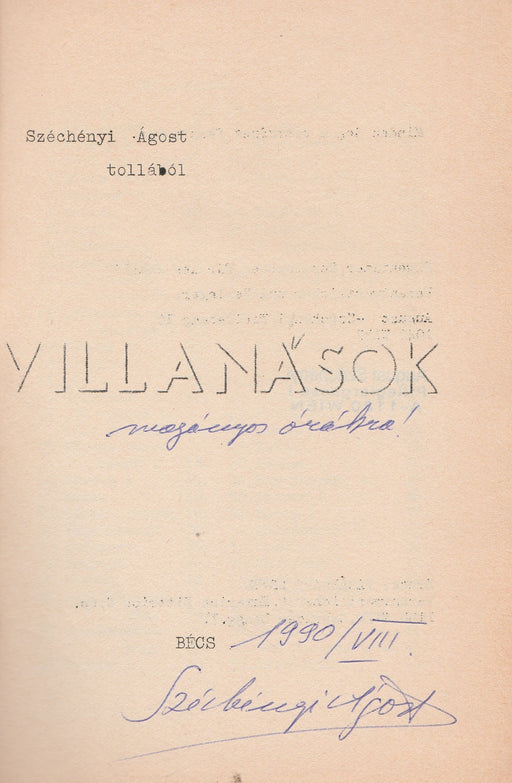 Széchényi Ágost
tollából
VILLANÁSOK
magányos órákra!
BÉCS 1990/VIII.
Széchényi Ágost